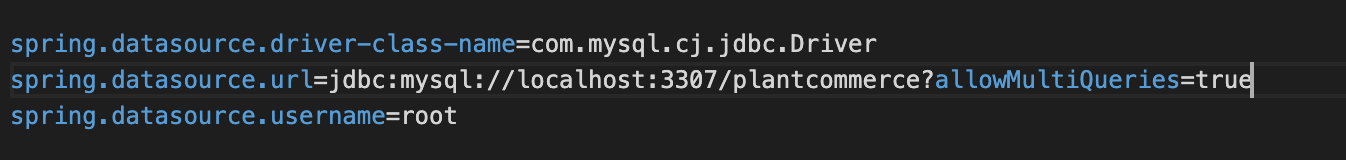 spring.datasource.driver-class-name=com.mysql.cj.jdbc.Driver
spring.datasource.url=jdbc:mysql://localhost:3307/plantcommerce?allowMultiQueries=true
spring.datasource.username=root